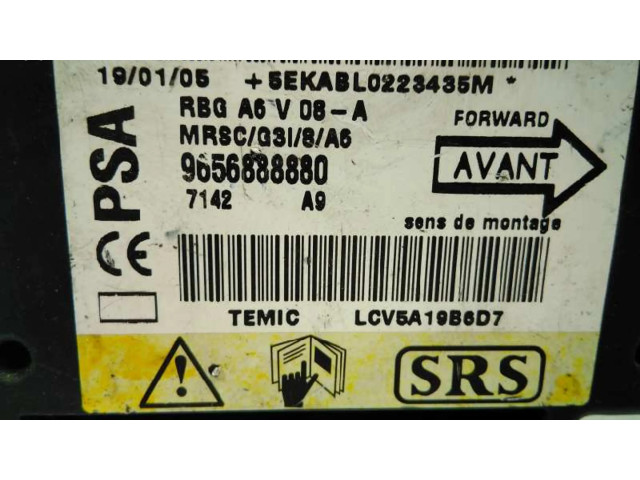 19/01/05 +5EKABL0223435M *
RBG A6 V 08-A
MRSC/G3I/8/A6
9656888880
7142 A9
FORWARD
AVANT
sens de montage
PSA
CE
TEMIC LCV5A19B6D7
SRS